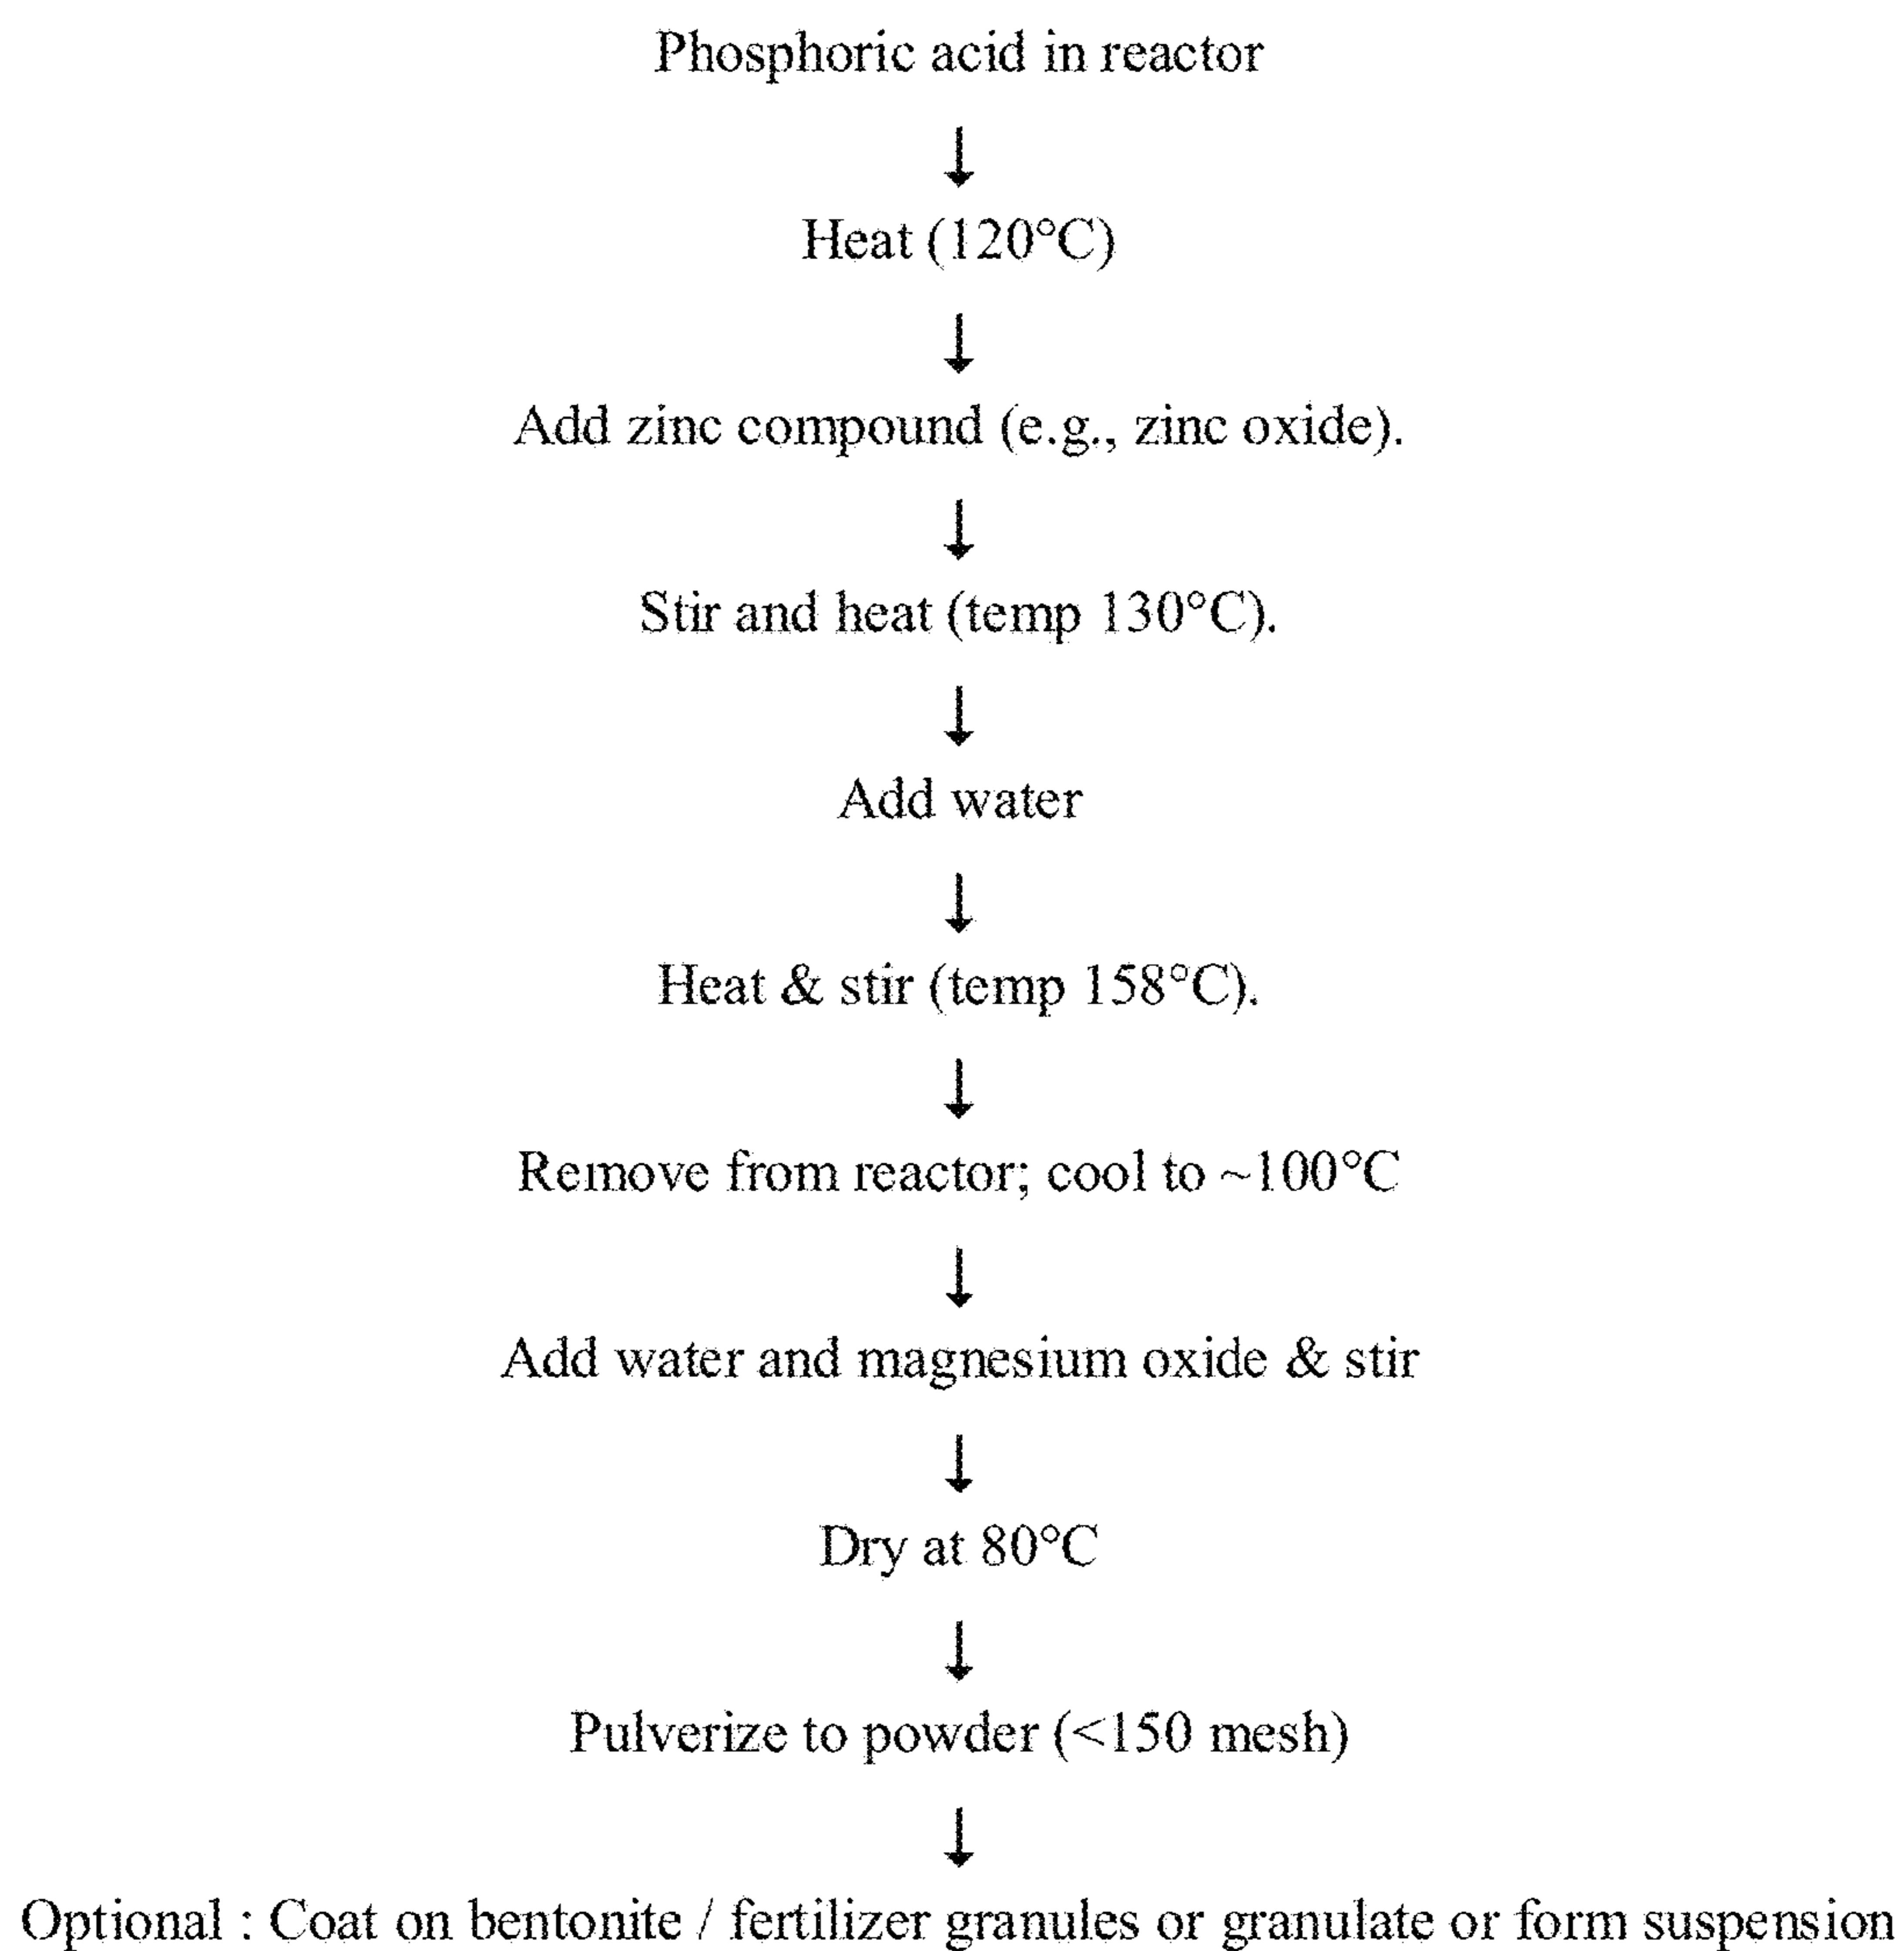 Phosphoric acid in reactor
↓
Heat (120°C)
↓
Add zinc compound (e.g., zinc oxide).
↓
Stir and heat (temp 130°C).
↓
Add water
↓
Heat & stir (temp 158°C).
↓
Remove from reactor; cool to ~100°C
↓
Add water and magnesium oxide & stir
↓
Dry at 80°C
↓
Pulverize to powder (<150 mesh)
↓
Optional : Coat on bentonite / fertilizer granules or granulate or form suspension